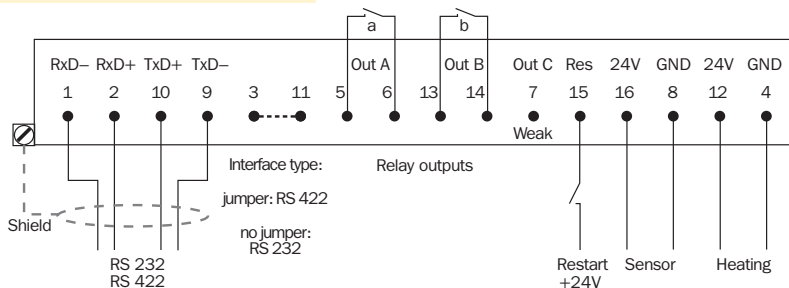 a b
RxD– RxD+ TxD+ TxD– Out A Out B Out C Res 24V GND 24V GND
1 2 10 9 3 11 5 6 13 14 7 15 16 8 12 4
Weak
Interface type: Relay outputs
jumper: RS 422
no jumper:
RS 232
Shield
RS 232
RS 422
Restart Sensor Heating
+24V